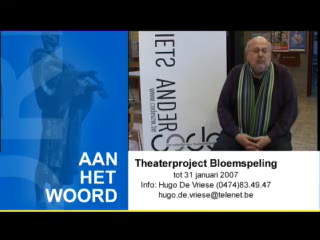 AAN
HET
WOORD
IETS ANDERS
Theaterproject Bloemspeling
tot 31 januari 2007
Info: Hugo De Vriese (0474)83.49.47
hugo.de.vriese@telenet.be